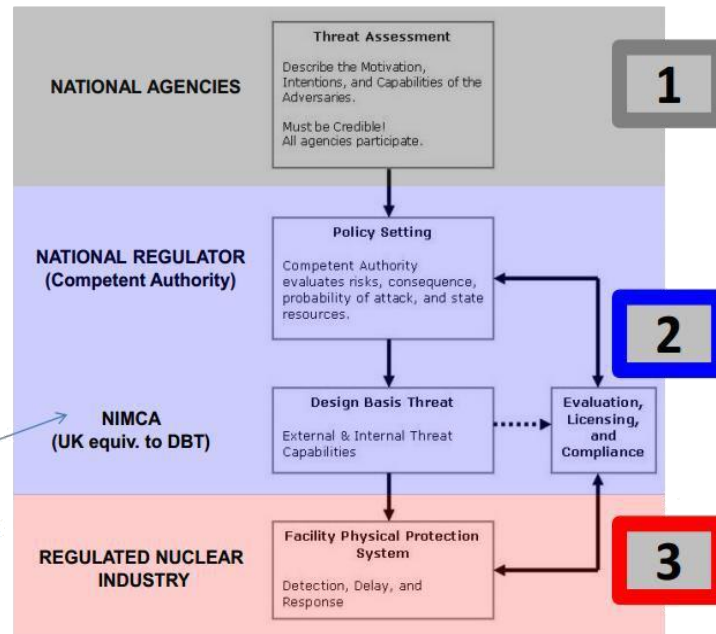 NATIONAL AGENCIES
Threat Assessment
Describe the Motivation,
Intentions, and Capabilities of the
Adversaries.
Must be Credible!
All agencies participate.
1
NATIONAL REGULATOR
(Competent Authority)
Policy Setting
Competent Authority
evaluates risks, consequence,
probability of attack, and state
resources.
2
NIMCA
(UK equiv. to DBT)
Design Basis Threat
External & Internal Threat
Capabilities
Evaluation,
Licensing,
and
Compliance
REGULATED NUCLEAR
INDUSTRY
Facility Physical Protection
System
Detection, Delay, and
Response
3